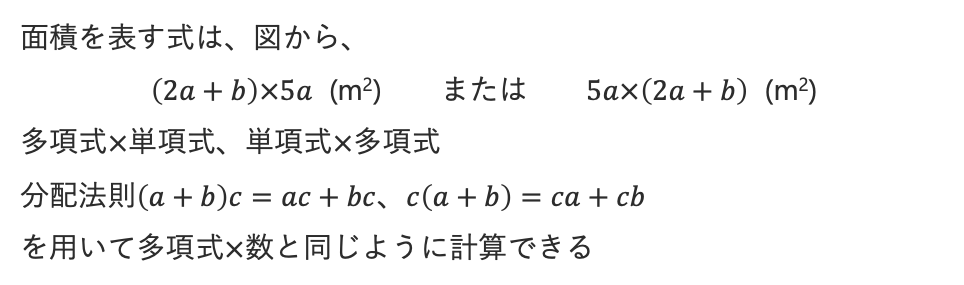 面積を表す式は、図から、
(2a + b)×5a (m²) または 5a×(2a + b) (m²)
多項式×単項式、単項式×多項式
分配法則(a + b)c = ac + bc、c(a + b) = ca + cb
を用いて多項式×数と同じように計算できる